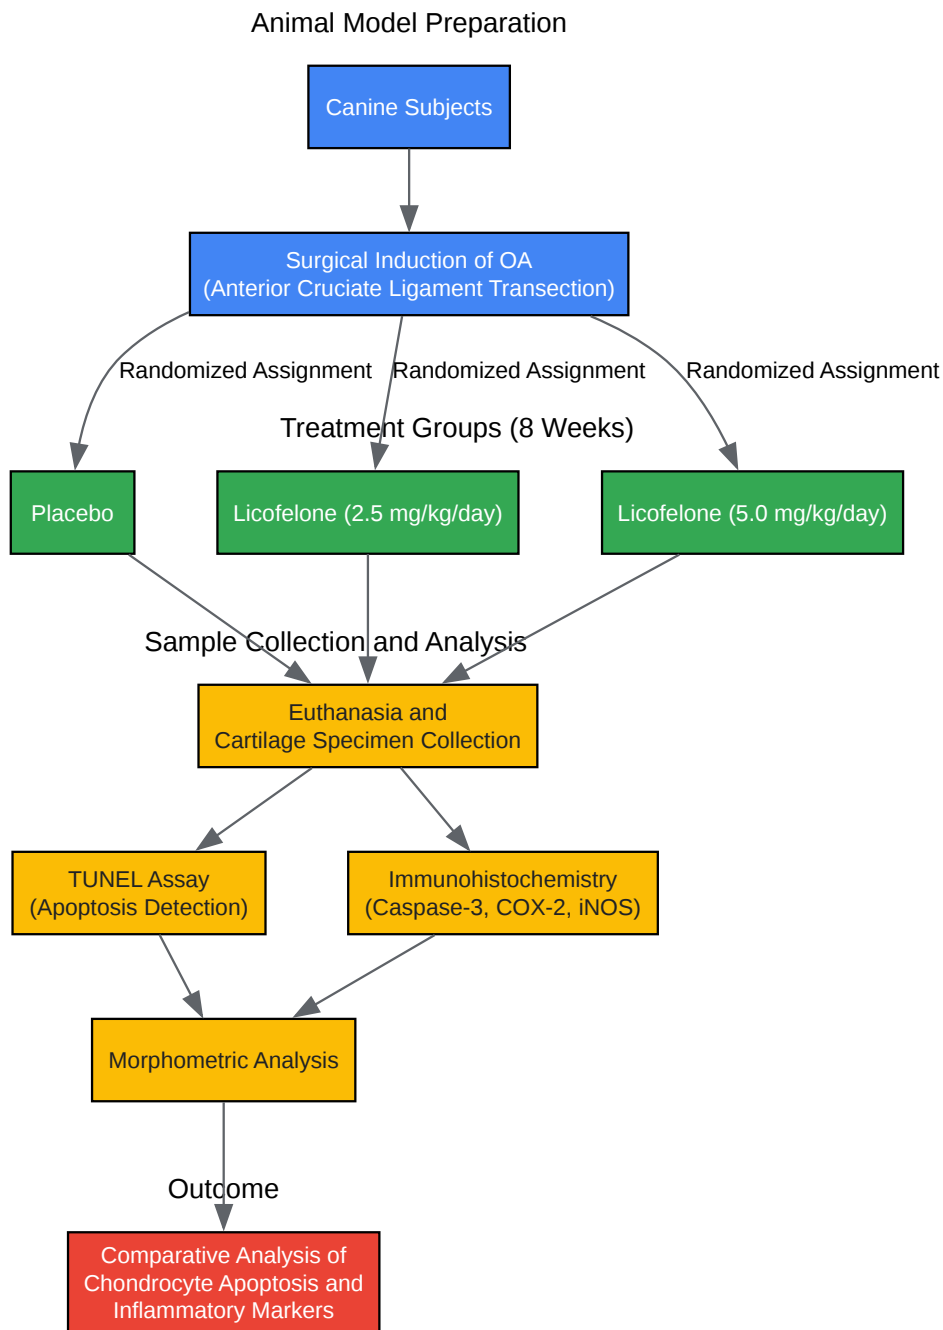 Animal Model Preparation
Canine Subjects
Surgical Induction of OA
(Anterior Cruciate Ligament Transection)
Randomized Assignment
Randomized Assignment
Randomized Assignment
Treatment Groups (8 Weeks)
Placebo
Licofelone (2.5 mg/kg/day)
Licofelone (5.0 mg/kg/day)
Sample Collection and Analysis
Euthanasia and
Cartilage Specimen Collection
TUNEL Assay
(Apoptosis Detection)
Immunohistochemistry
(Caspase-3, COX-2, iNOS)
Morphometric Analysis
Outcome
Comparative Analysis of
Chondrocyte Apoptosis and
Inflammatory Markers